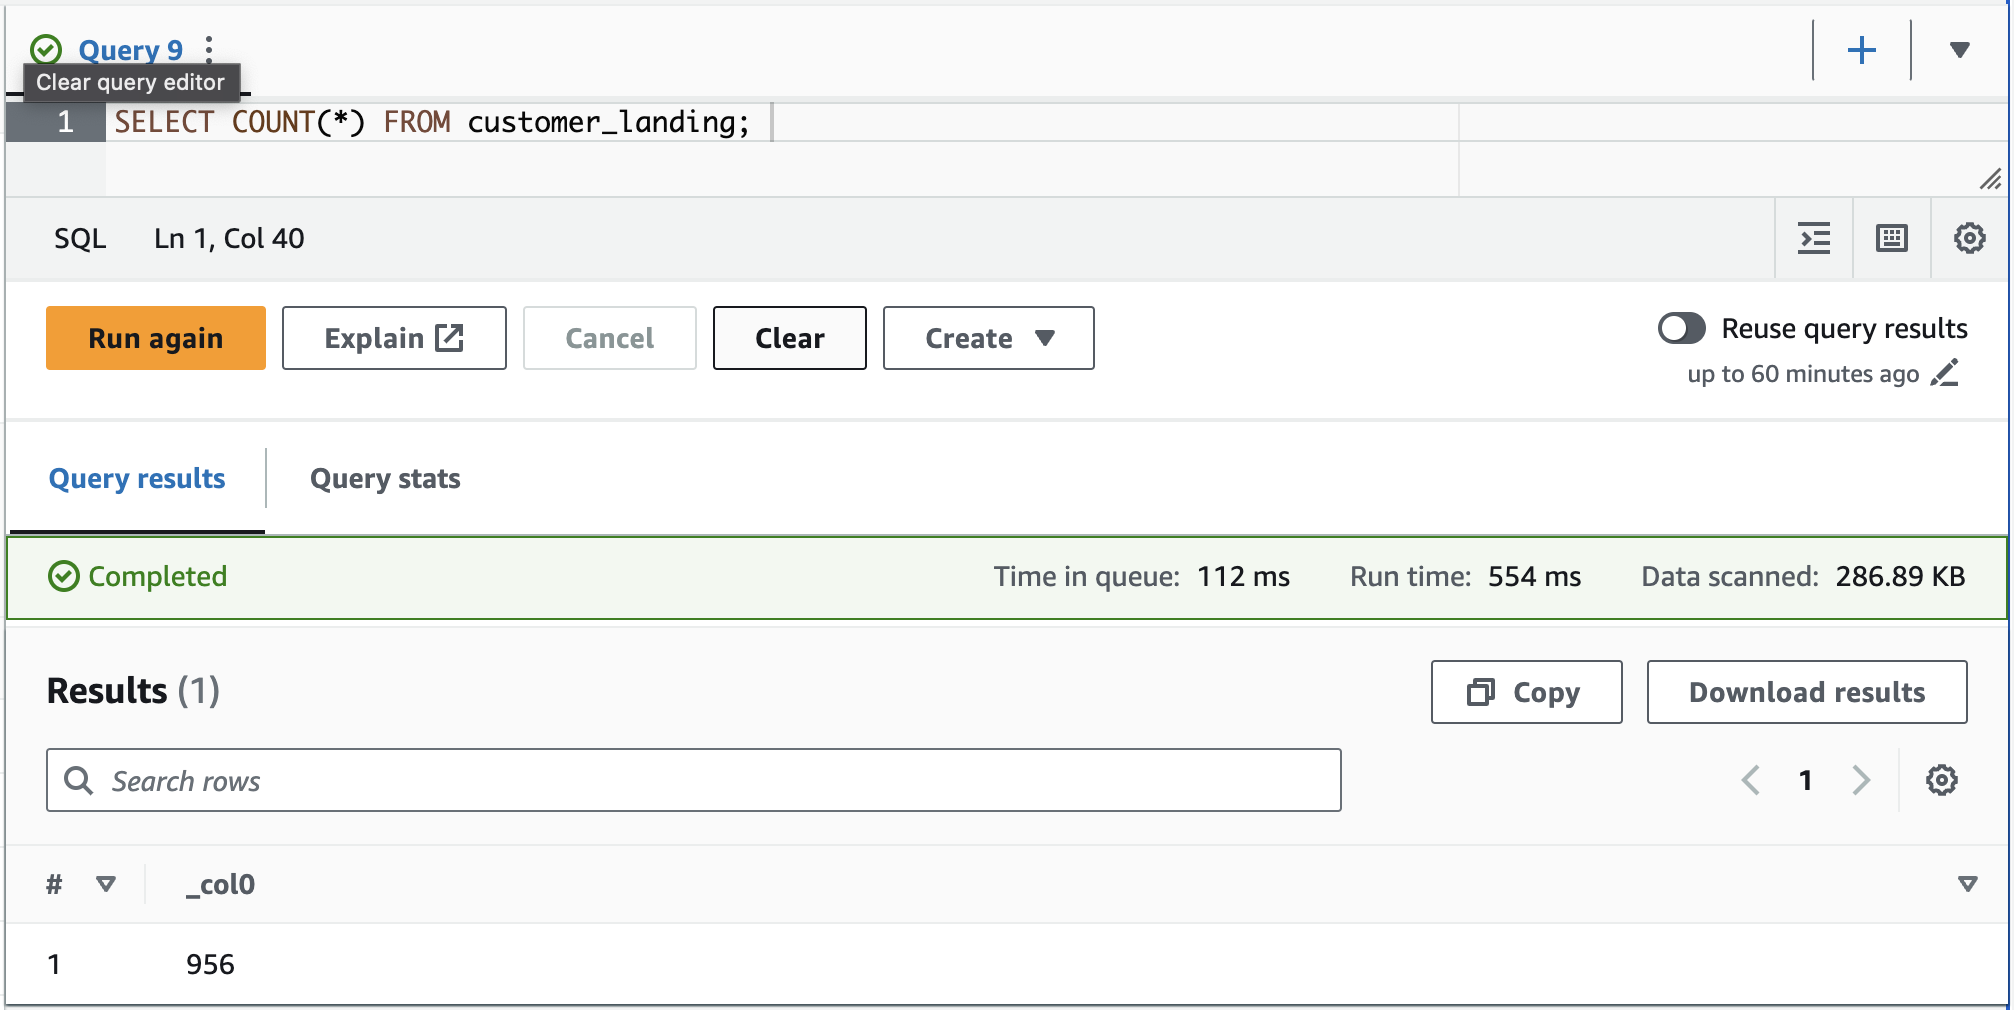 Query 9
Clear query editor
1 SELECT COUNT(*) FROM customer_landing;
SQL Ln 1, Col 40
Run again Explain Cancel Clear Create Reuse query results
up to 60 minutes ago
Query results Query stats
Completed Time in queue: 112 ms Run time: 554 ms Data scanned: 286.89 KB
Results (1) Copy Download results
Search rows 1
# _col0
1 956